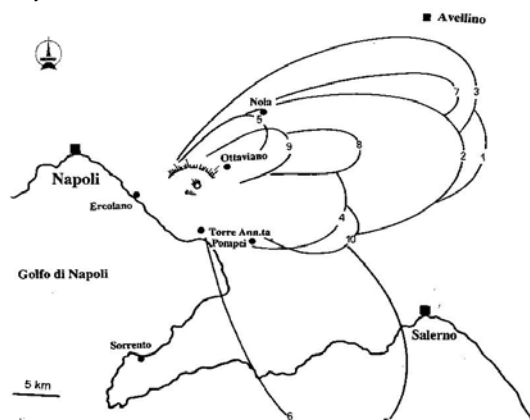 Avellino
Nola
7
3
5
9
8
Ottaviano
2
1
Napoli
Ercolano
4
Torre Ann.ta
Pompei
10
Golfo di Napoli
Salerno
Sorrento
5 km
6